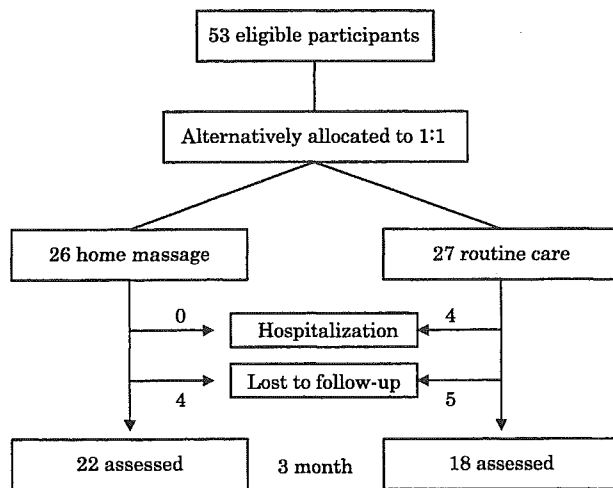 53 eligible participants
Alternatively allocated to 1:1
26 home massage
27 routine care
0
Hospitalization
4
Lost to follow-up
4
5
22 assessed
3 month
18 assessed